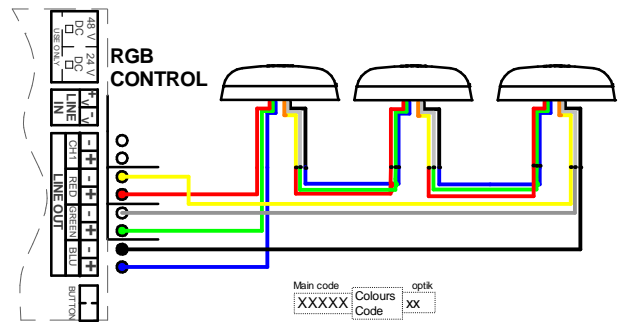 48 V
DC
24 V
DC
USE ONLY
RGB
CONTROL
+ V
- V
LINE
IN
- +
CH1
- +
RED
- +
GREEN
- +
BLU
LINE OUT
BUTTON
Main code
optik
XXXXX
Colours
Code
xx